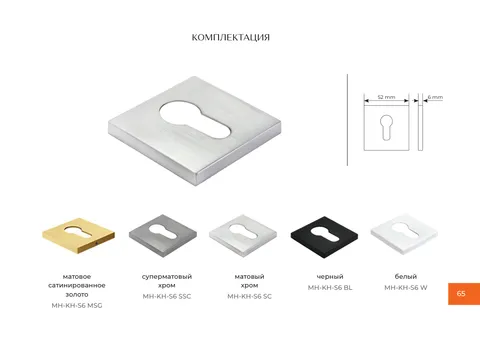 КОМПЛЕКТАЦИЯ
52 mm
6 mm
матовое
сатинированное
золото
MH-KH-S6 MSG
суперматовый
хром
MH-KH-S6 SSC
матовый
хром
MH-KH-S6 SC
черный
MH-KH-S6 BL
белый
MH-KH-S6 W
65